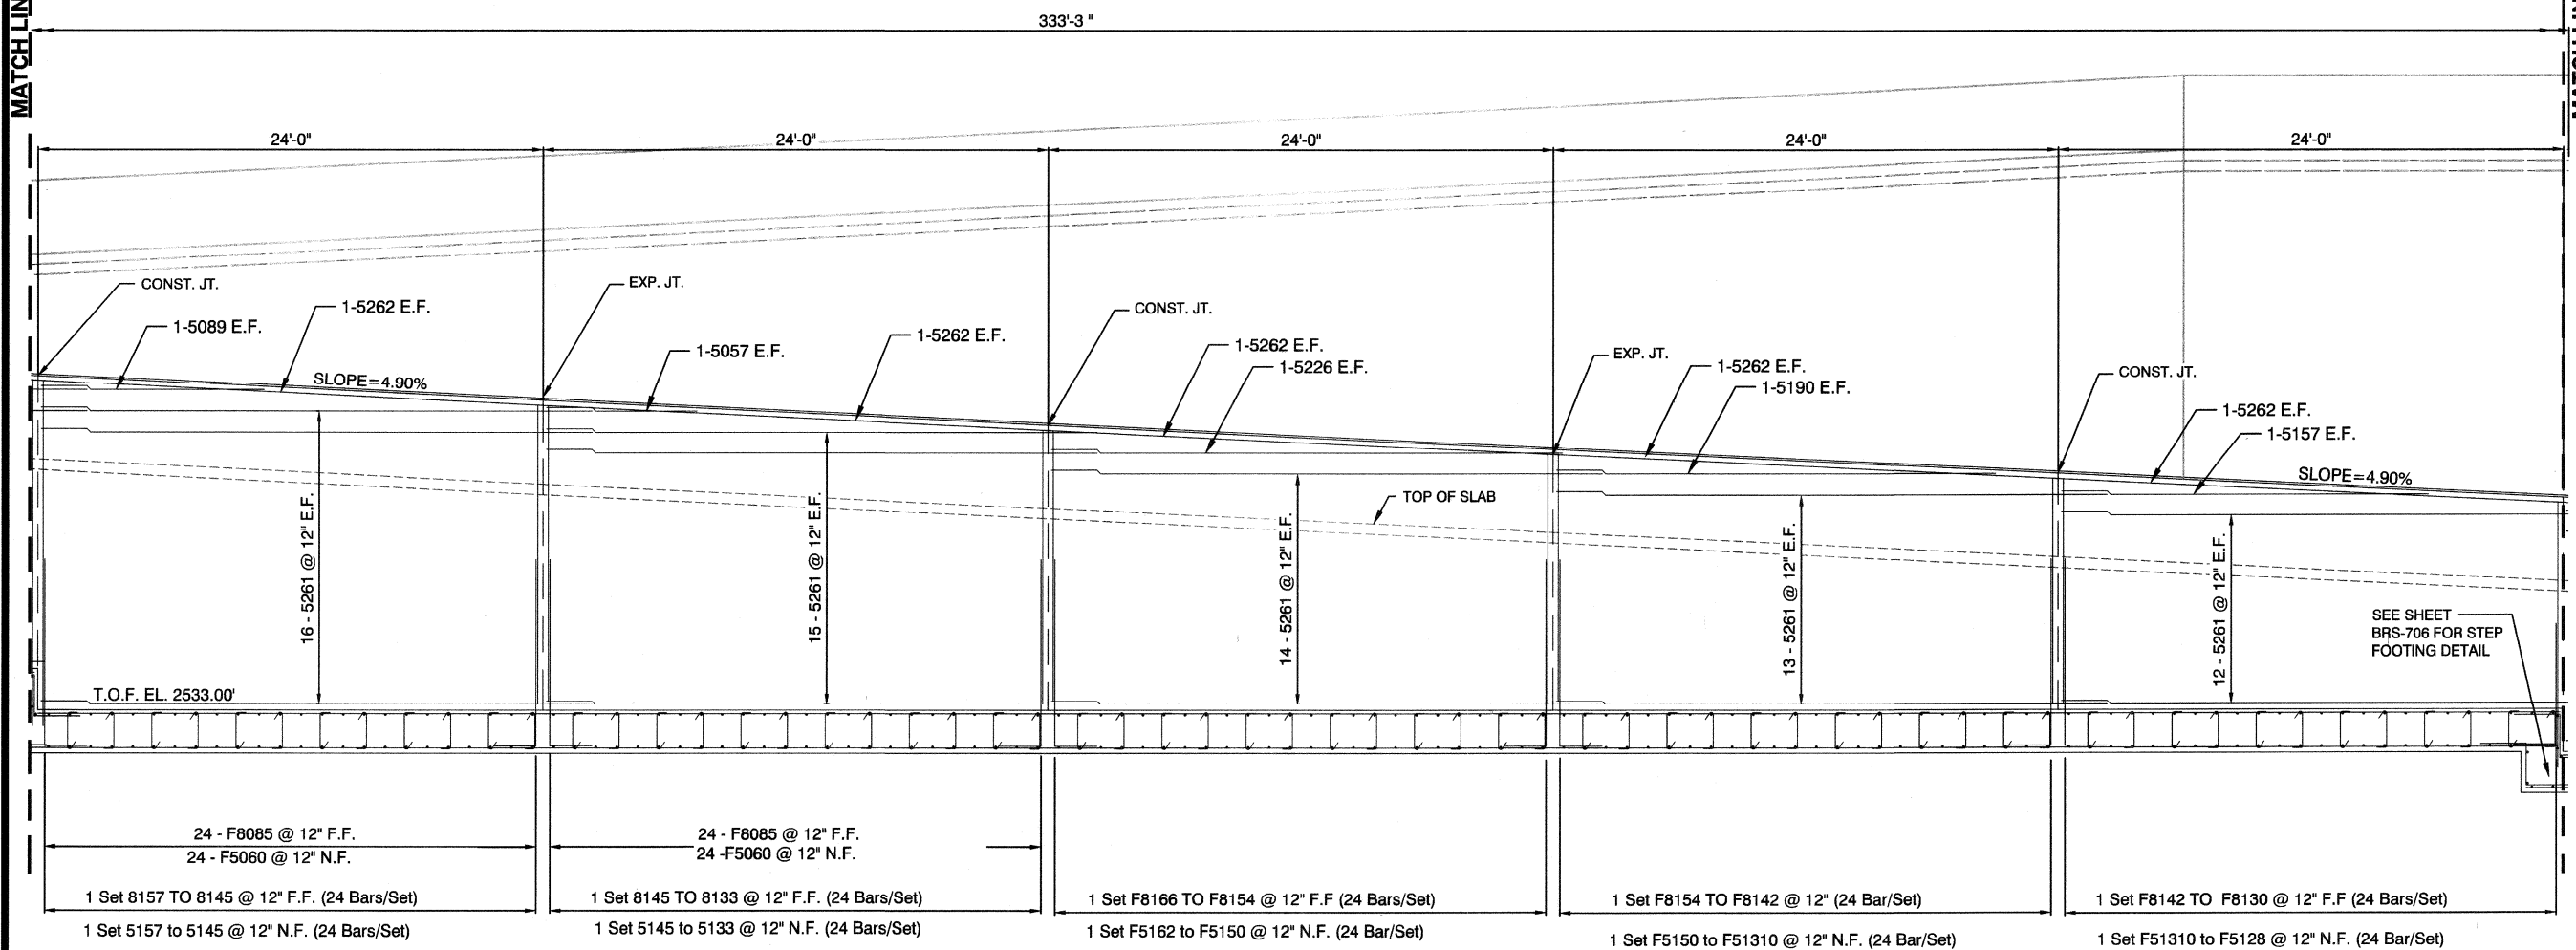 MATCH LIN
333'-3 "
24'-0"
24'-0"
24'-0"
24'-0"
24'-0"
CONST. JT.
1-5089 E.F.
1-5262 E.F.
SLOPE=4.90%
EXP. JT.
1-5057 E.F.
1-5262 E.F.
CONST. JT.
1-5262 E.F.
1-5226 E.F.
EXP. JT.
1-5262 E.F.
1-5190 E.F.
CONST. JT.
1-5262 E.F.
1-5157 E.F.
SLOPE=4.90%
TOP OF SLAB
16 - 5261 @ 12" E.F.
15 - 5261 @ 12" E.F.
14 - 5261 @ 12" E.F.
13 - 5261 @ 12" E.F.
12 - 5261 @ 12" E.F.
SEE SHEET
BRS-706 FOR STEP
FOOTING DETAIL
T.O.F. EL. 2533.00'
24 - F8085 @ 12" F.F.
24 - F5060 @ 12" N.F.
24 - F8085 @ 12" F.F.
24 -F5060 @ 12" N.F.
1 Set 8157 TO 8145 @ 12" F.F. (24 Bars/Set)
1 Set 5157 to 5145 @ 12" N.F. (24 Bars/Set)
1 Set 8145 TO 8133 @ 12" F.F. (24 Bars/Set)
1 Set 5145 to 5133 @ 12" N.F. (24 Bars/Set)
1 Set F8166 TO F8154 @ 12" F.F (24 Bars/Set)
1 Set F5162 to F5150 @ 12" N.F. (24 Bar/Set)
1 Set F8154 TO F8142 @ 12" (24 Bar/Set)
1 Set F5150 to F51310 @ 12" N.F. (24 Bar/Set)
1 Set F8142 TO F8130 @ 12" F.F (24 Bars/Set)
1 Set F51310 to F5128 @ 12" N.F. (24 Bar/Set)